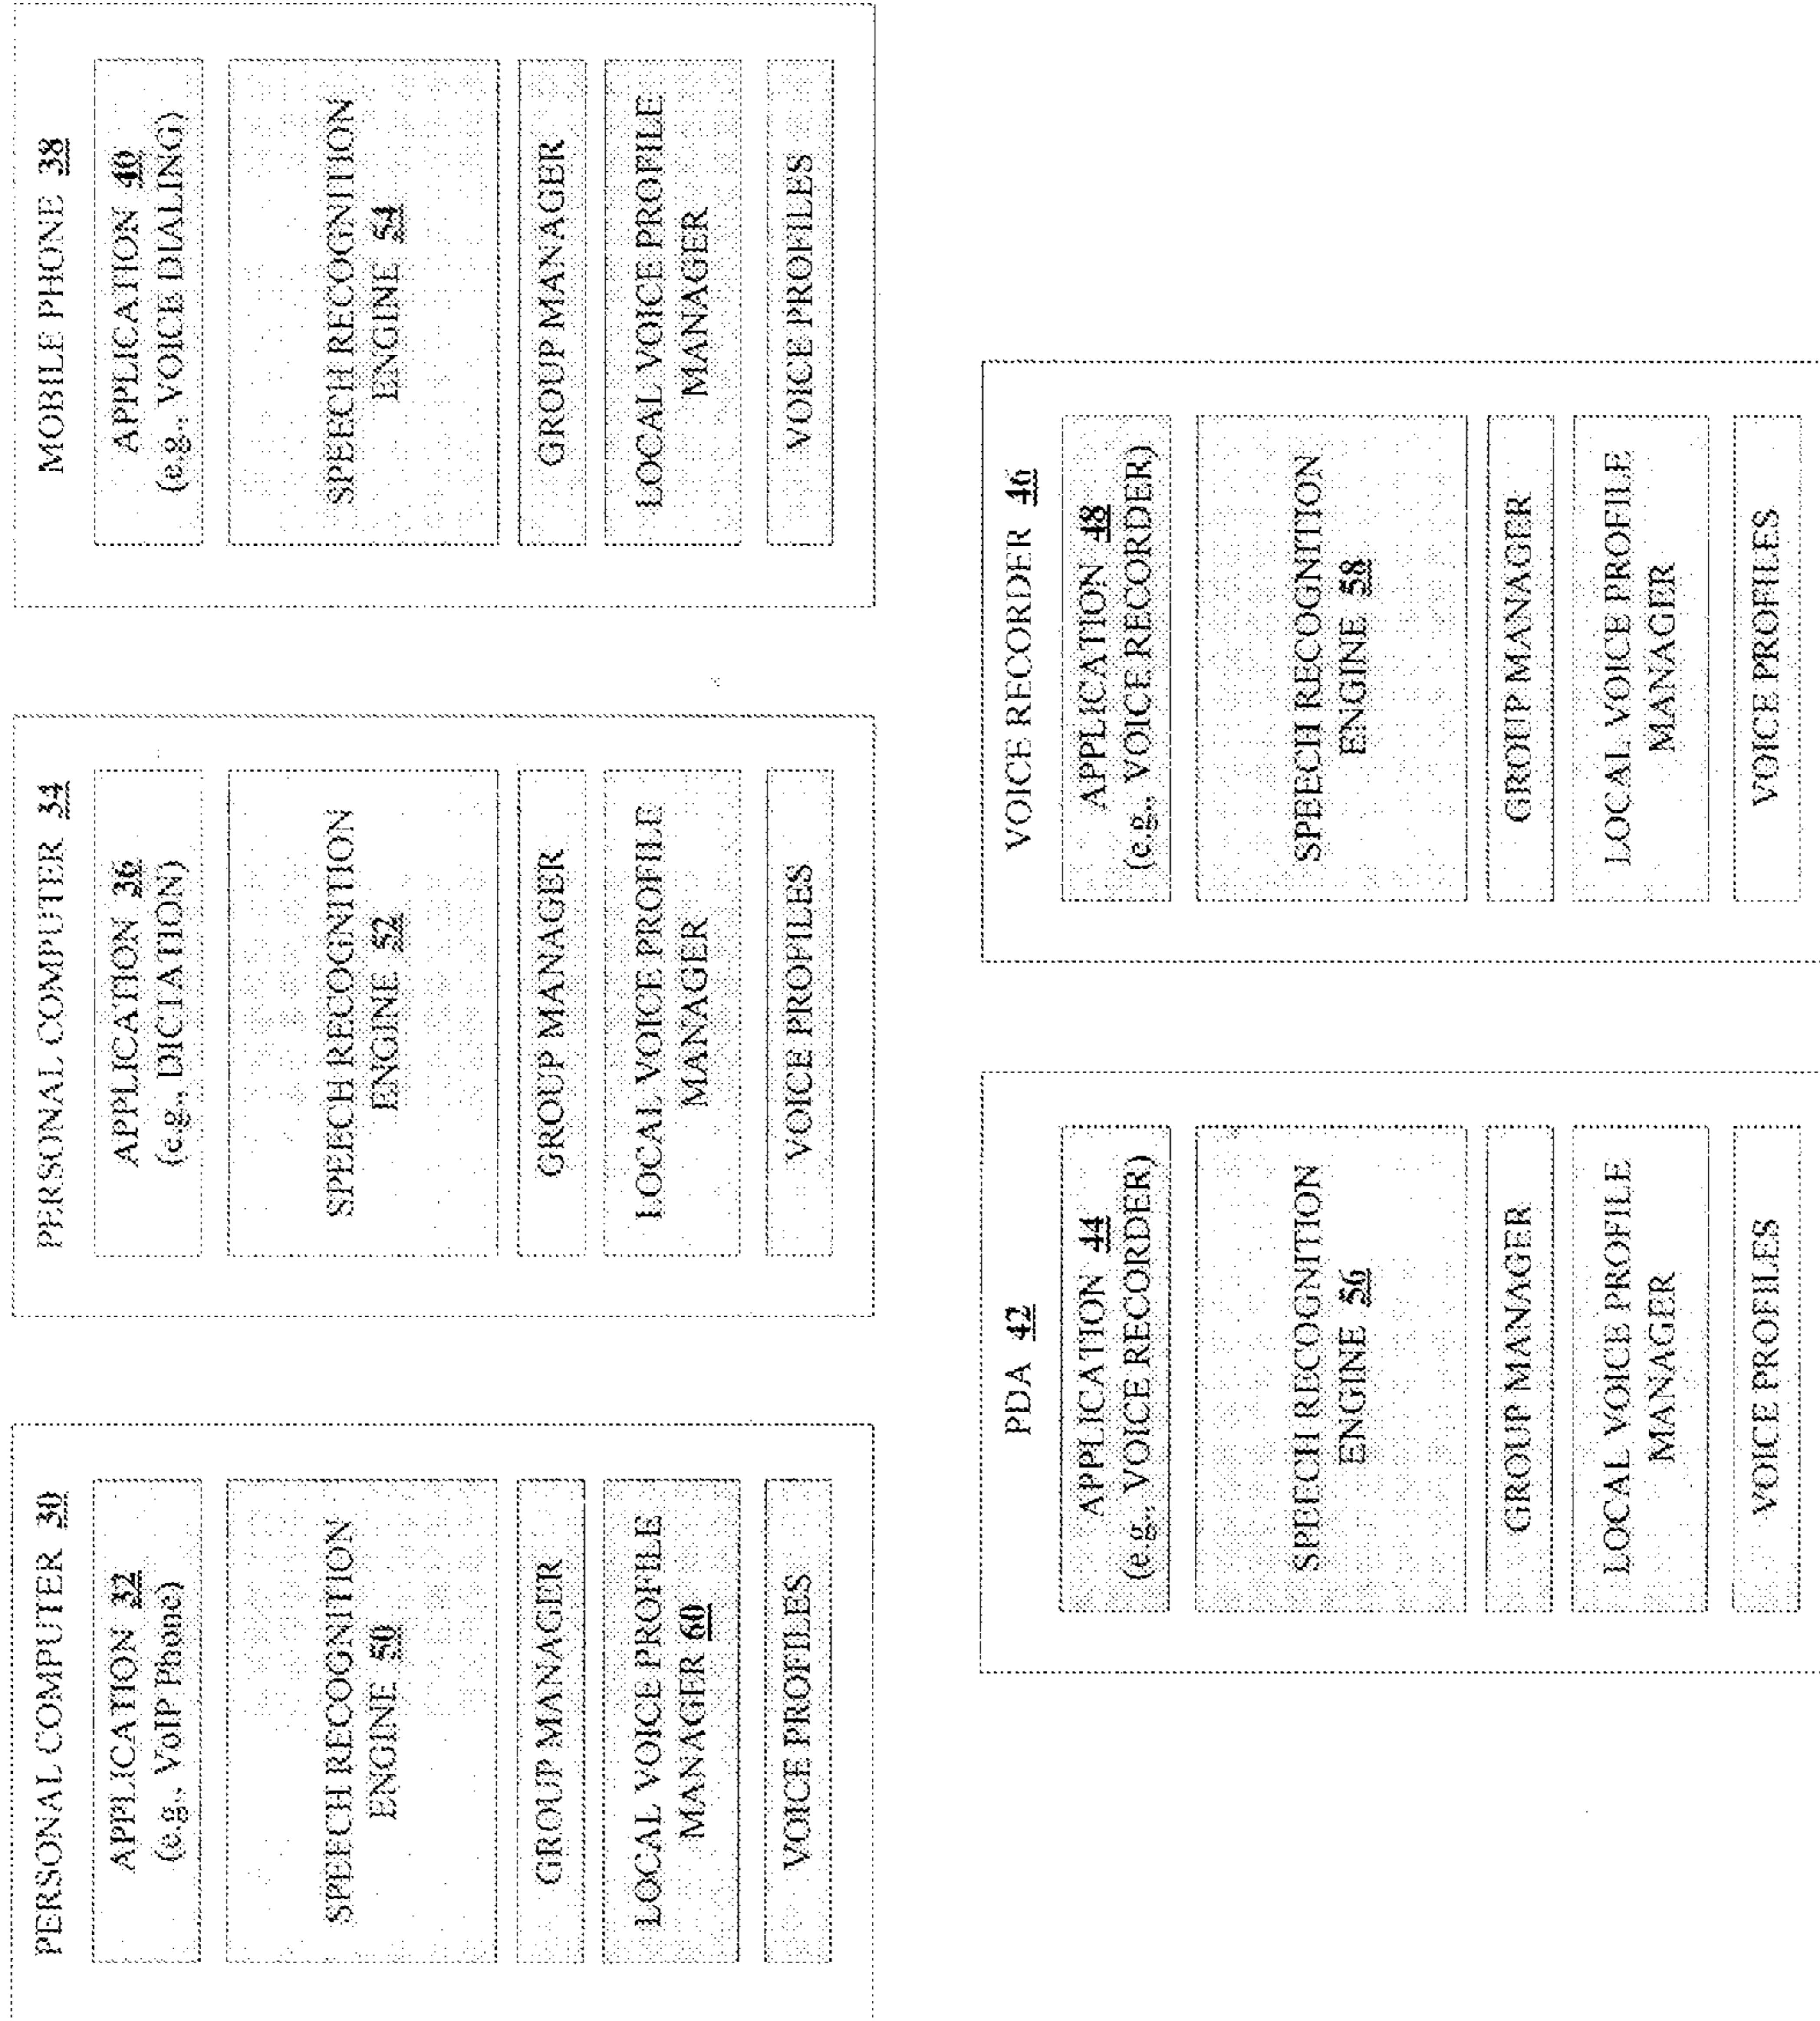 PERSONAL COMPUTER 30
APPLICATION 32
(e.g., VoIP Phone)
SPEECH RECOGNITION
ENGINE 50
GROUP MANAGER
LOCAL VOICE PROFILE
MANAGER 60
VOICE PROFILES
PERSONAL COMPUTER 34
APPLICATION 36
(e.g., DICTATION)
SPEECH RECOGNITION
ENGINE 52
GROUP MANAGER
LOCAL VOICE PROFILE
MANAGER
VOICE PROFILES
MOBILE PHONE 38
APPLICATION 40
(e.g., VOICE DIALING)
SPEECH RECOGNITION
ENGINE 54
GROUP MANAGER
LOCAL VOICE PROFILE
MANAGER
VOICE PROFILES
PDA 42
APPLICATION 44
(e.g., VOICE RECORDER)
SPEECH RECOGNITION
ENGINE 56
GROUP MANAGER
LOCAL VOICE PROFILE
MANAGER
VOICE PROFILES
VOICE RECORDER 46
APPLICATION 48
(e.g., VOICE RECORDER)
SPEECH RECOGNITION
ENGINE 58
GROUP MANAGER
LOCAL VOICE PROFILE
MANAGER
VOICE PROFILES